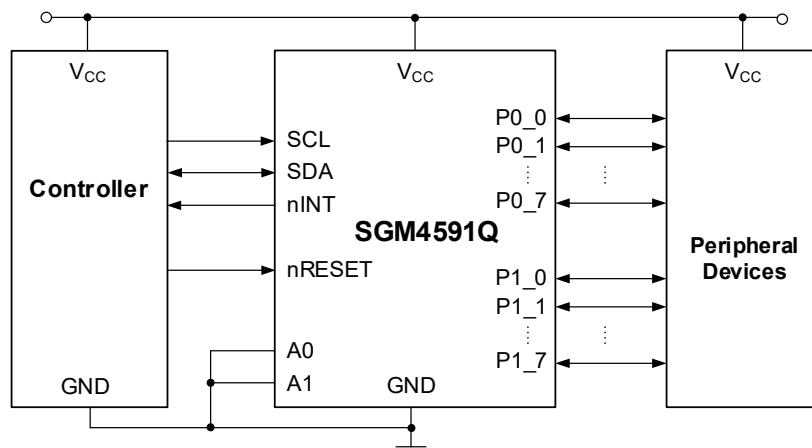 VCC
VCC
VCC
Controller
SCL
SDA
nINT
nRESET
A0
A1
GND
SGM4591Q
P0_0
P0_1
P0_7
P1_0
P1_1
P1_7
GND
Peripheral
Devices